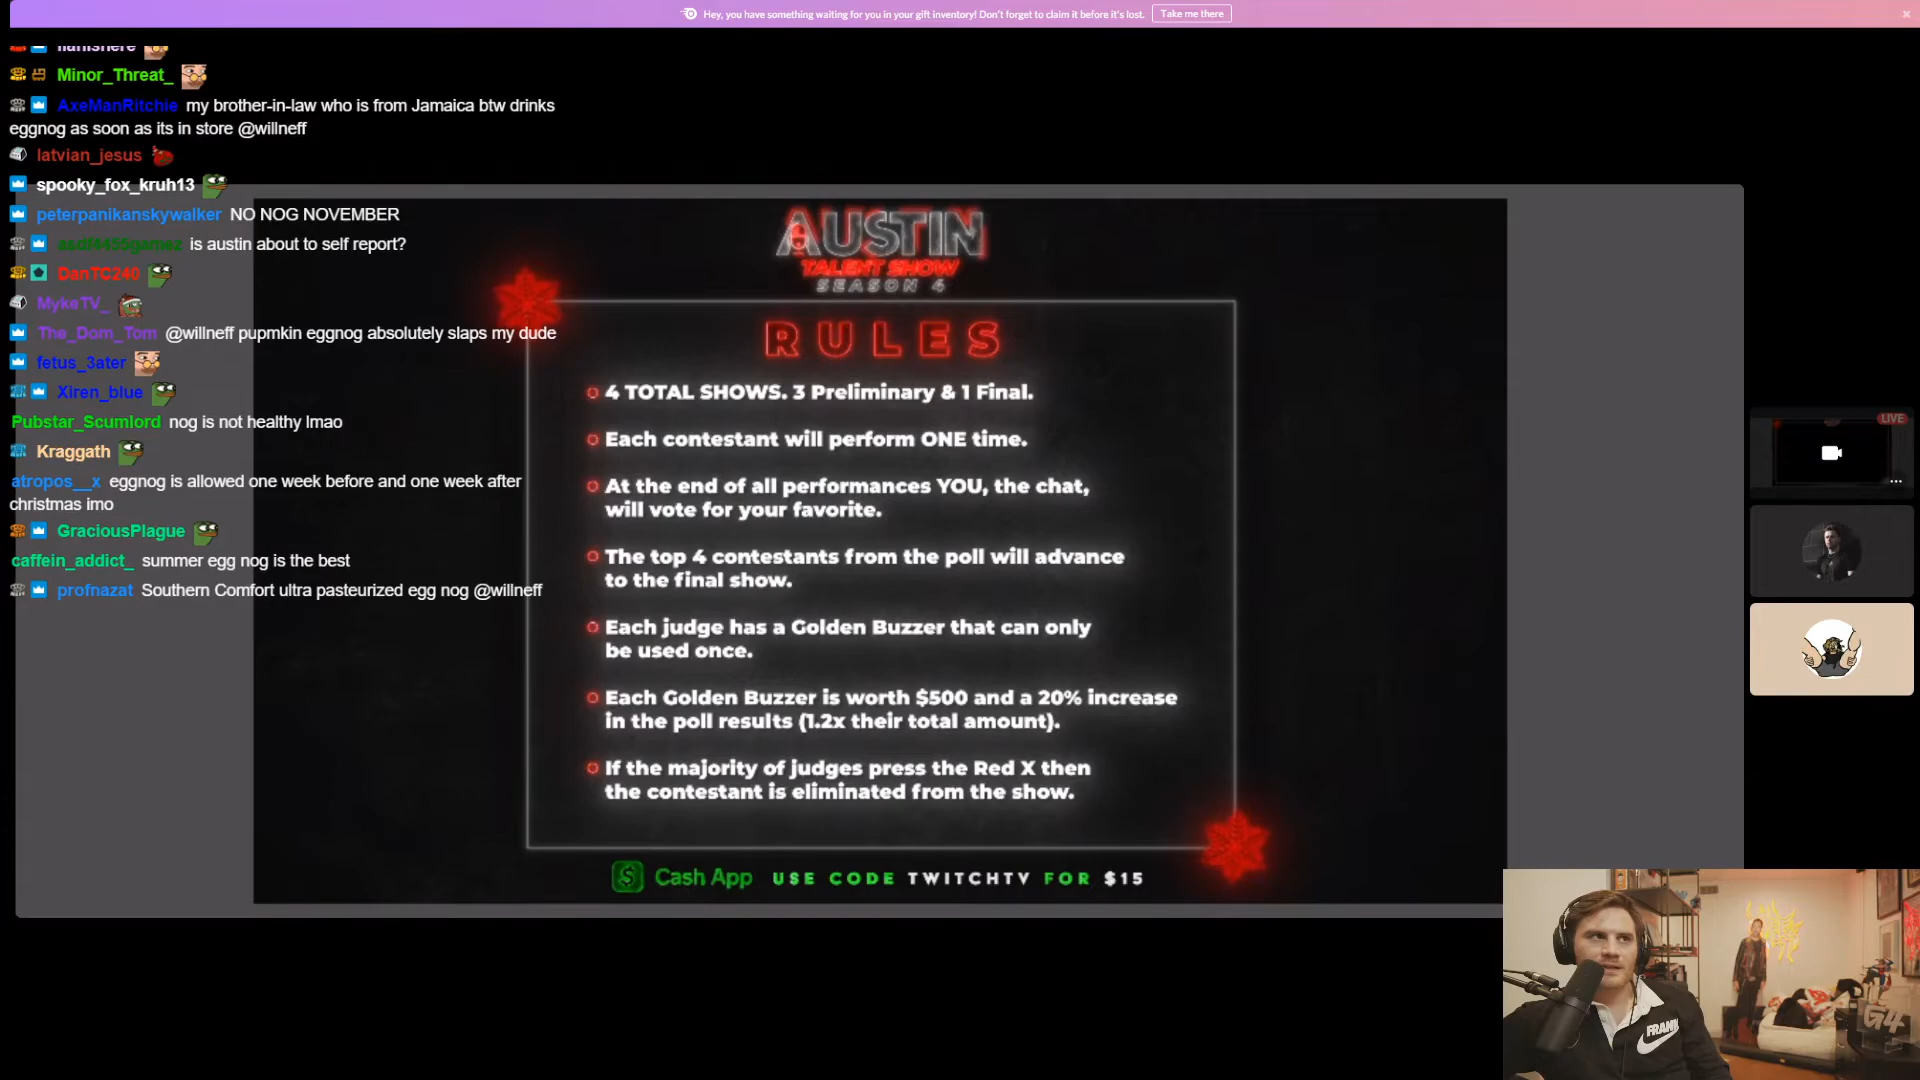 Hey, you have something waiting for you in your gift inventory! Don't forget to claim it before it's lost.
Take me there
Minor_Threat_
AxeManRitchie my brother-in-law who is from Jamaica btw drinks
eggnog as soon as its in store @willneff
latvian_jesus
spooky_fox_kruh13
peterpanikanskywalker NO NOG NOVEMBER
asdf4455gamez is austin about to self report?
DanTC240
MykeTV_
The_Dom_Tom @willneff pupmkin eggnog absolutely slaps my dude
fetus_3ater
Xiren_blue
Pubstar_Scumlord nog is not healthy lmao
Kraggath
atropos__x eggnog is allowed one week before and one week after
christmas imo
GraciousPlague
caffein_addict_ summer egg nog is the best
profnazat Southern Comfort ultra pasteurized egg nog @willneff
AUSTIN
TALENT SHOW
SEASON 4
RULES
4 TOTAL SHOWS. 3 Preliminary & 1 Final.
Each contestant will perform ONE time.
At the end of all performances YOU, the chat,
will vote for your favorite.
The top 4 contestants from the poll will advance
to the final show.
Each judge has a Golden Buzzer that can only
be used once.
Each Golden Buzzer is worth $500 and a 20% increase
in the poll results (1.2x their total amount).
If the majority of judges press the Red X then
the contestant is eliminated from the show.
Cash App USE CODE TWITCHTV FOR $15
LIVE
FRANK
G4